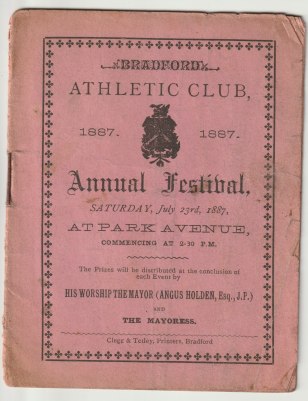 BRADFORD
ATHLETIC CLUB,
1887. 1887.
Annual Festival,
SATURDAY, July 23rd, 1887,
AT PARK AVENUE,
COMMENCING AT 2-30 P.M.
The Prizes will be distributed at the conclusion of
each Event by
HIS WORSHIP THE MAYOR (ANGUS HOLDEN, Esq., J.P.)
AND
THE MAYORESS.
Clegg & Tetley, Printers, Bradford